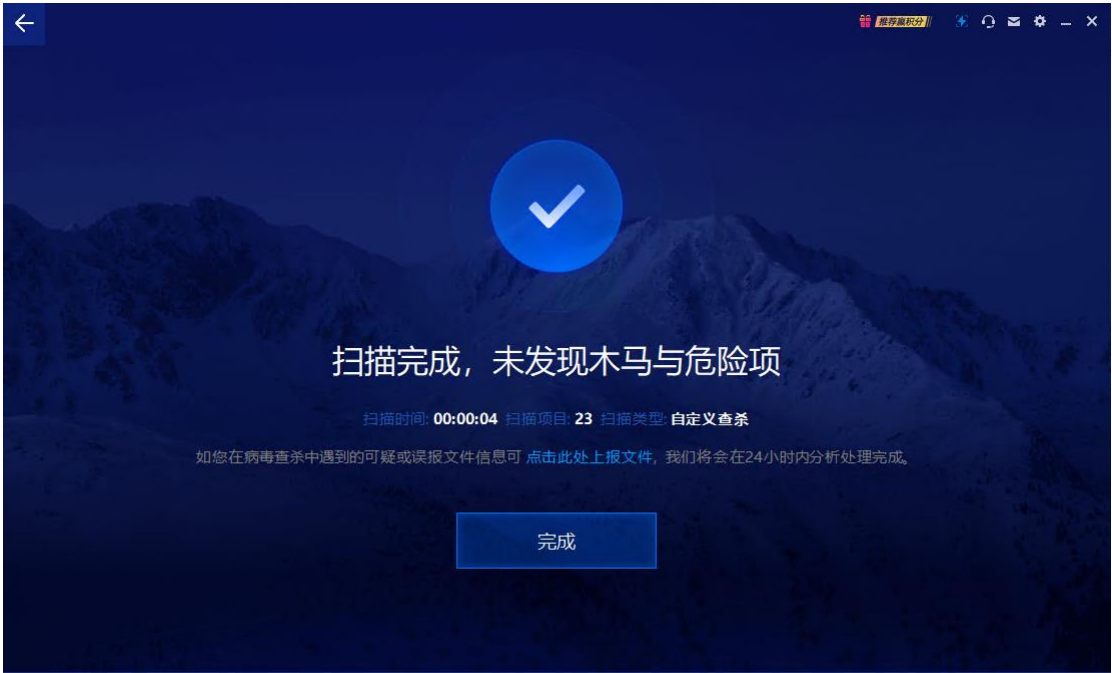 推荐赢积分
扫描完成，未发现木马与危险项
扫描时间: 00:00:04 扫描项目: 23 扫描类型: 自定义查杀
如您在病毒查杀中遇到的可疑或误报文件信息可 点击此处上报文件，我们将会在24小时内分析处理完成。
完成